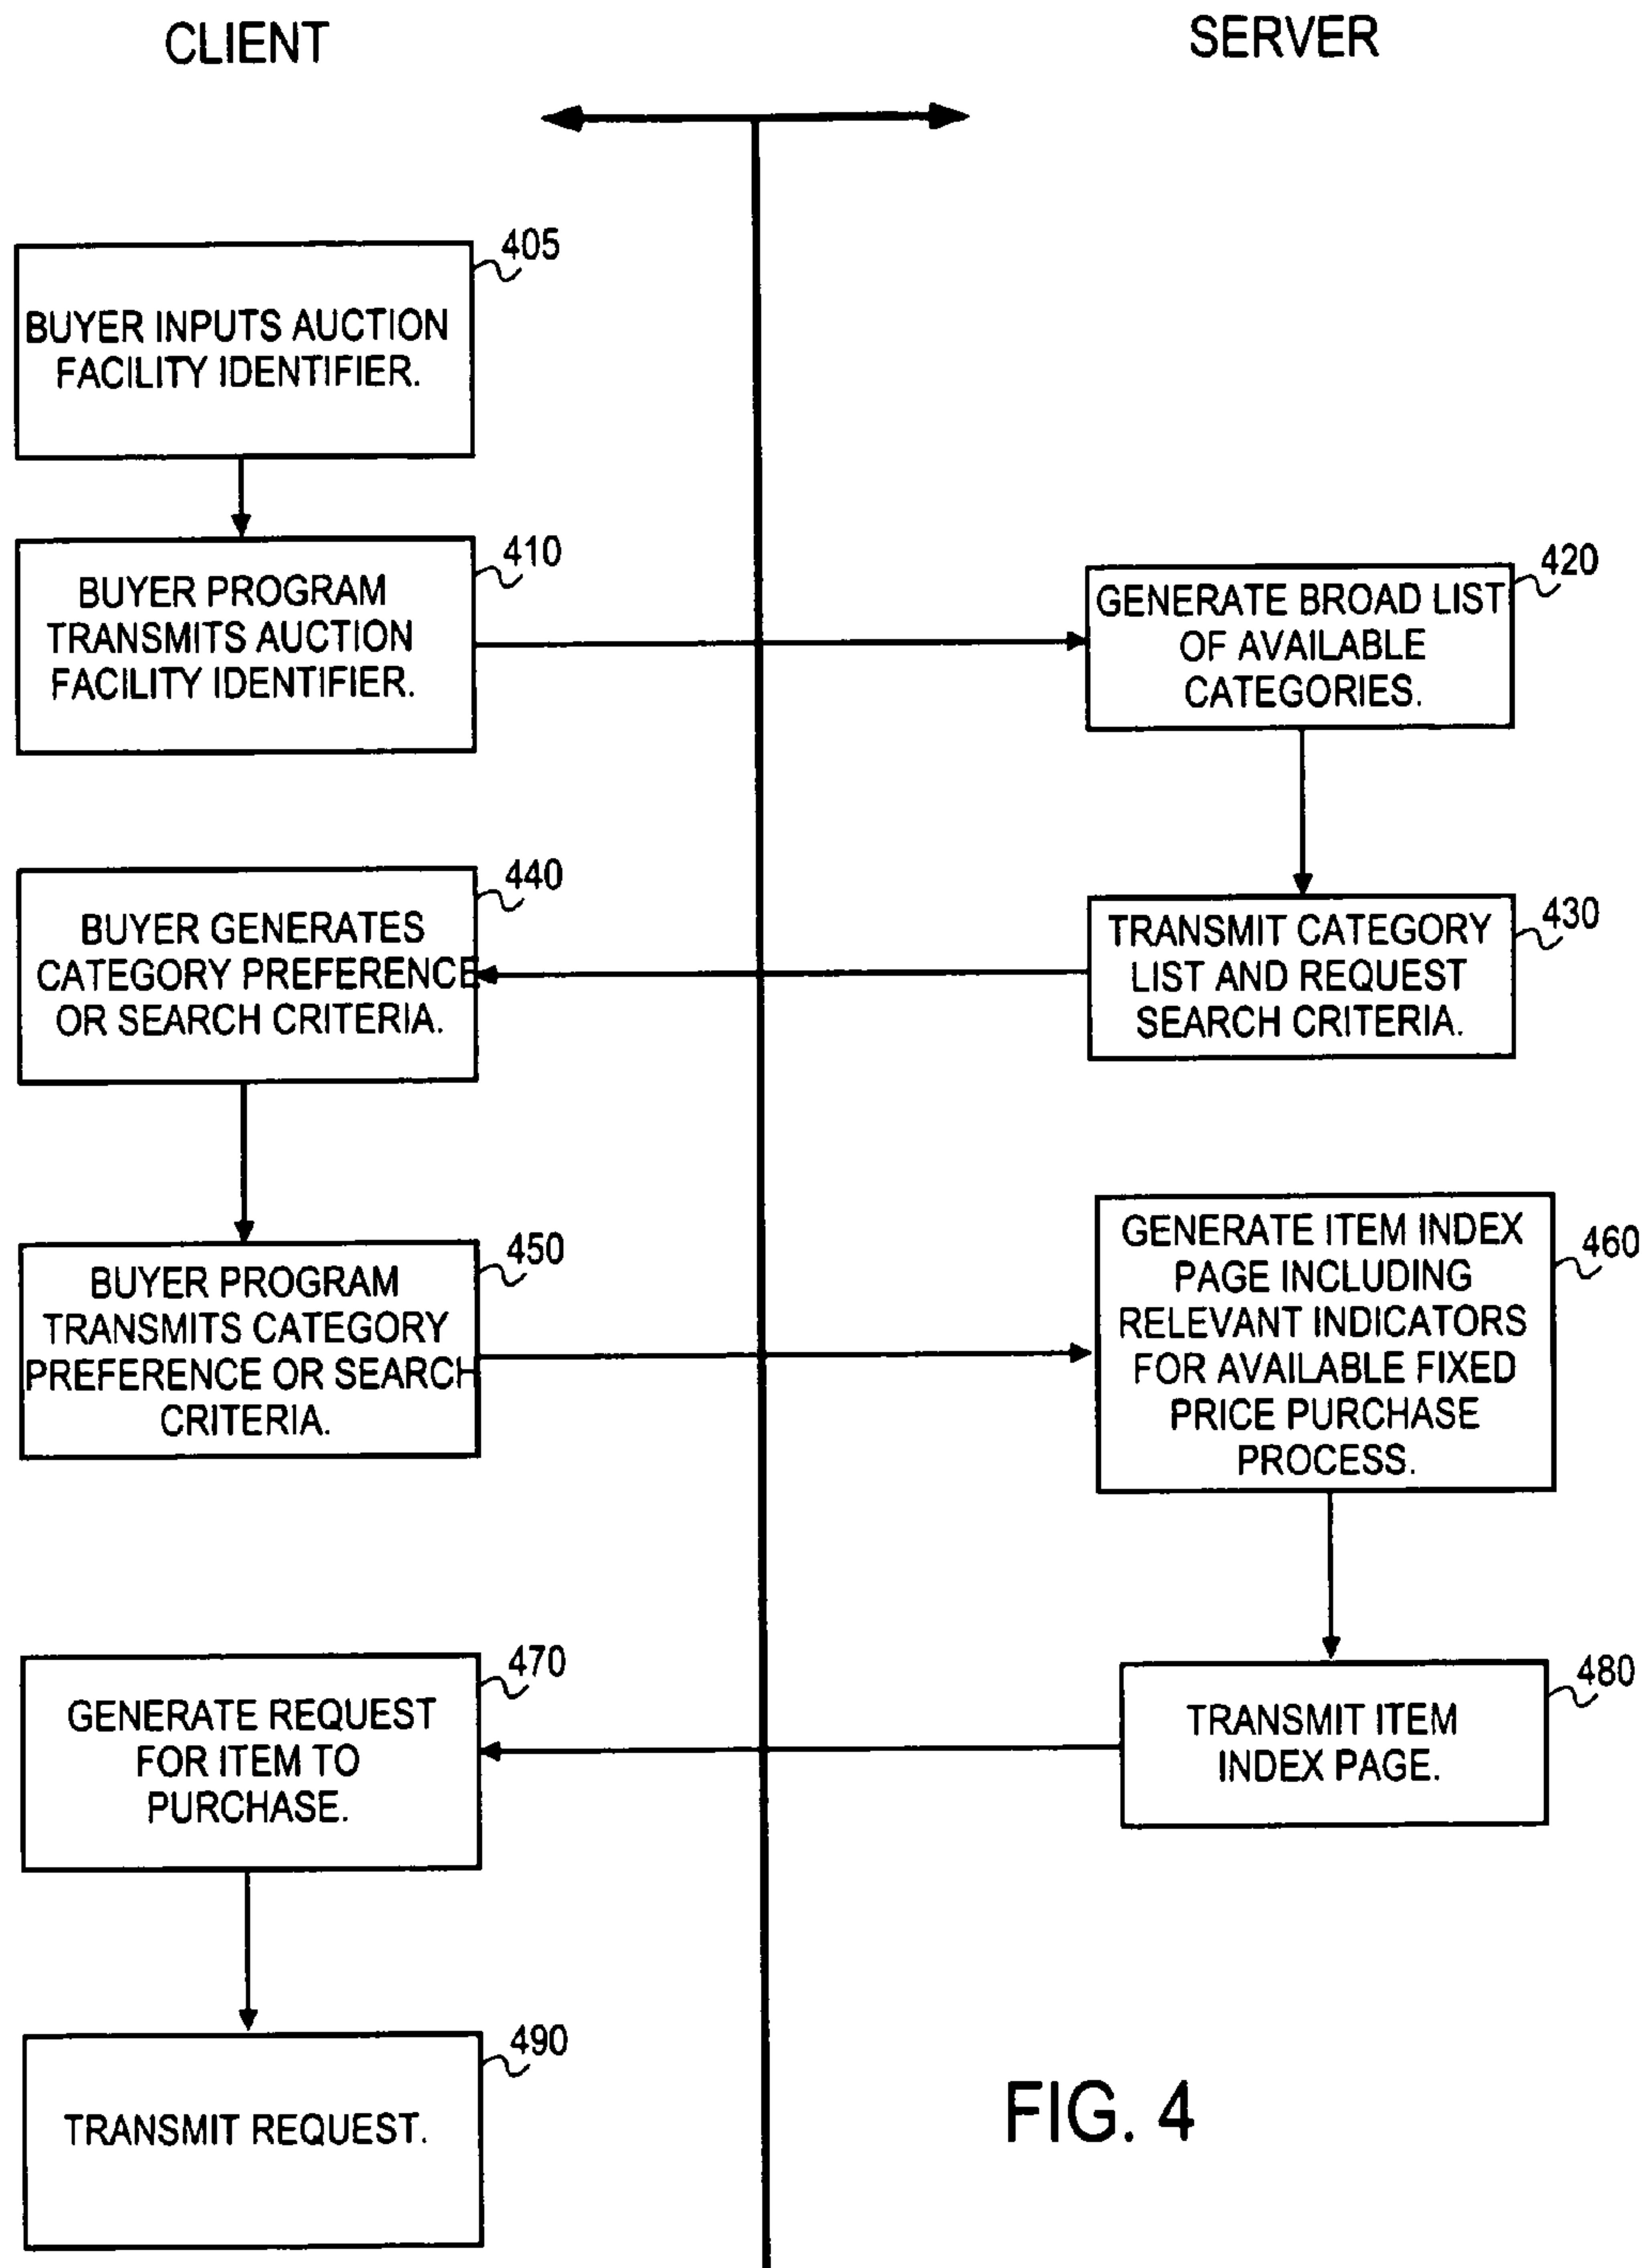 CLIENT
SERVER
405
BUYER INPUTS AUCTION
FACILITY IDENTIFIER.
410
BUYER PROGRAM
TRANSMITS AUCTION
FACILITY IDENTIFIER.
420
GENERATE BROAD LIST
OF AVAILABLE
CATEGORIES.
440
BUYER GENERATES
CATEGORY PREFERENCE
OR SEARCH CRITERIA.
430
TRANSMIT CATEGORY
LIST AND REQUEST
SEARCH CRITERIA.
450
BUYER PROGRAM
TRANSMITS CATEGORY
PREFERENCE OR SEARCH
CRITERIA.
460
GENERATE ITEM INDEX
PAGE INCLUDING
RELEVANT INDICATORS
FOR AVAILABLE FIXED
PRICE PURCHASE
PROCESS.
470
GENERATE REQUEST
FOR ITEM TO
PURCHASE.
480
TRANSMIT ITEM
INDEX PAGE.
490
TRANSMIT REQUEST.
FIG. 4